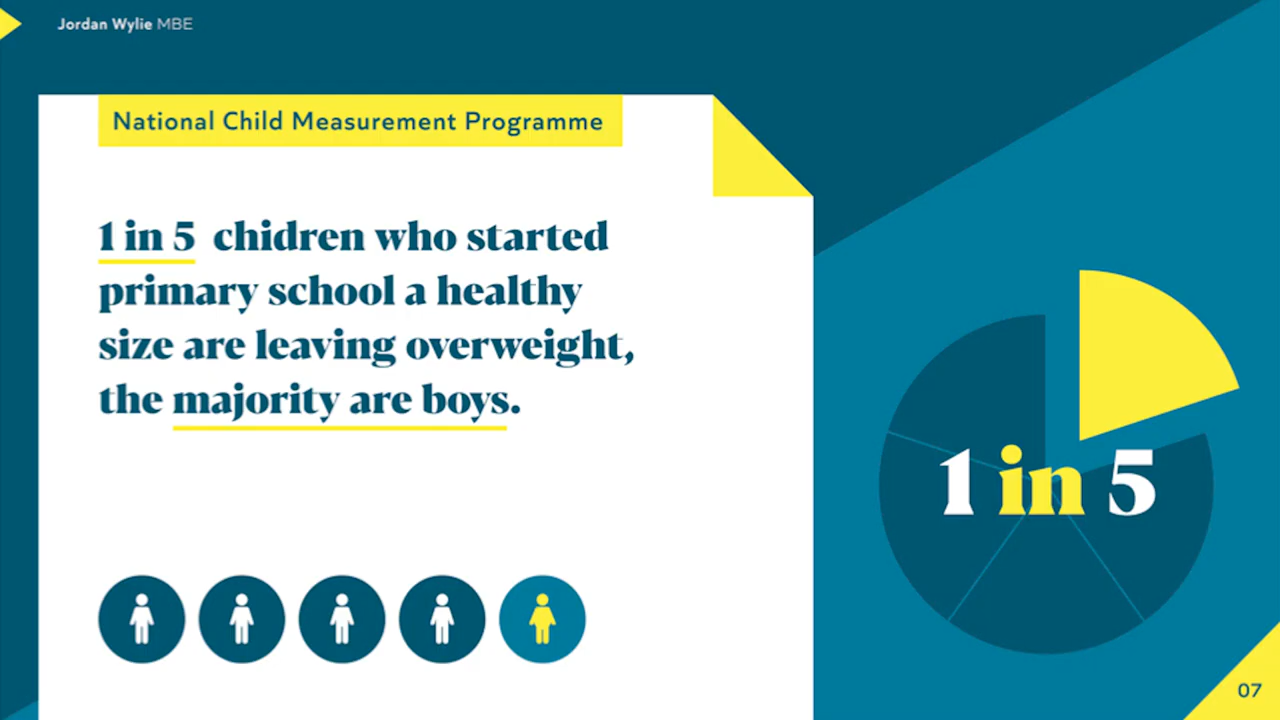 Jordan Wylie MBE
National Child Measurement Programme
1 in 5 chidren who started
primary school a healthy
size are leaving overweight,
the majority are boys.
1 in 5
07